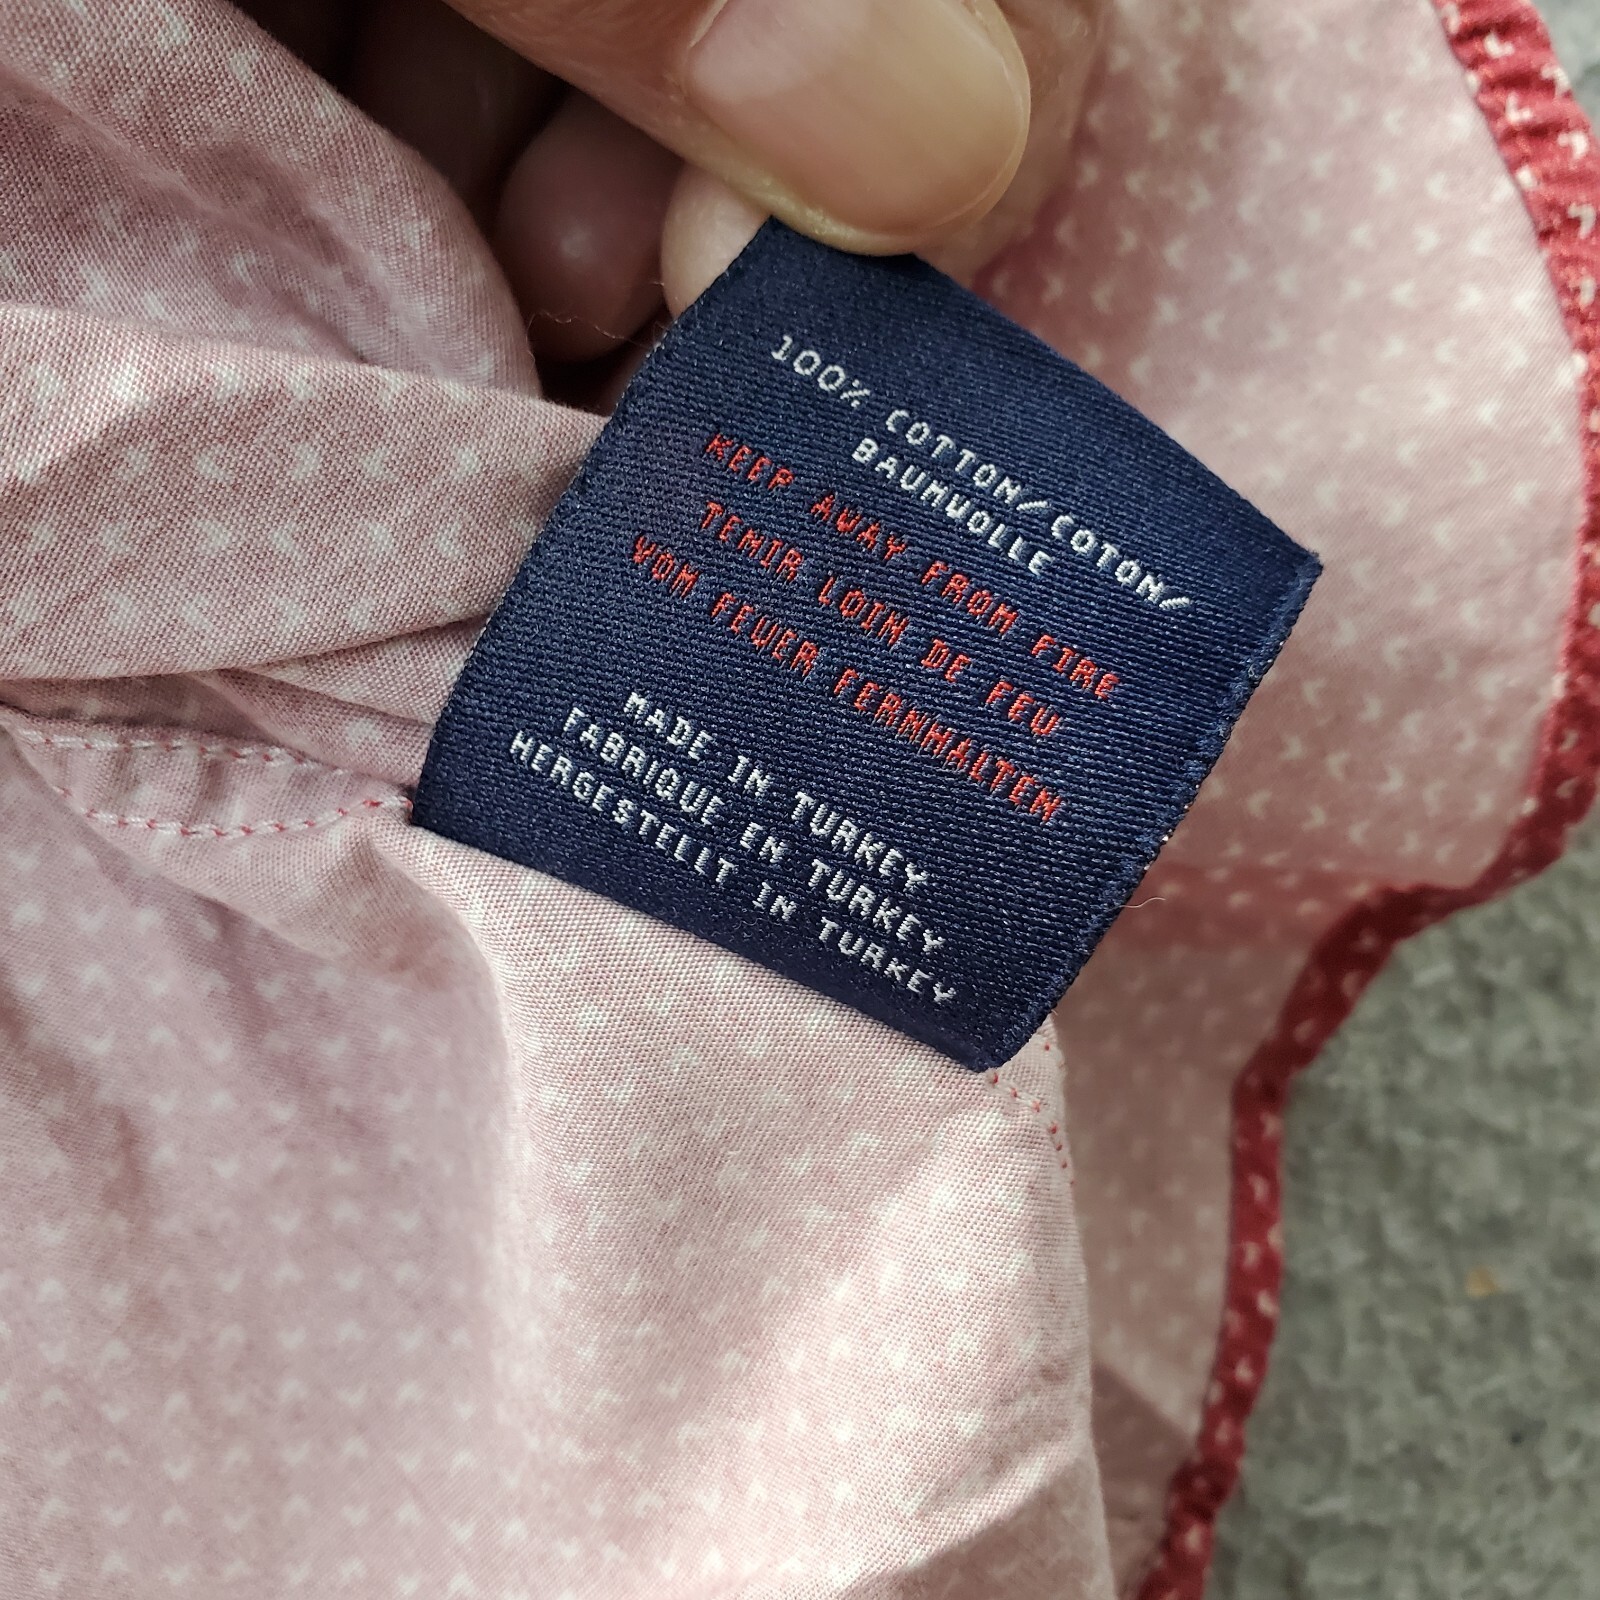 100% COTTON/COTON/
BAUMWOLLE
KEEP AWAY FROM FIRE
TENIR LOIN DE FEU
VOM FEUER FERNHALTEN
MADE IN TURKEY
FABRIQUE EN TURKEY
HERGESTELLT IN TURKEY